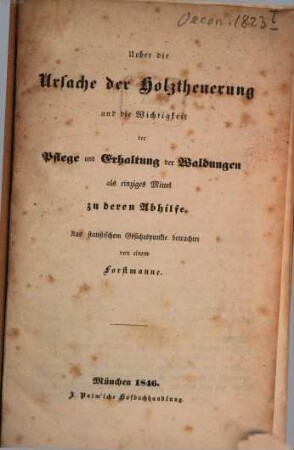 Oecon. 1823 f
Ueber die
Ursache der Holztheuerung
und die Wichtigkeit
der
Pflege und Erhaltung der Waldungen
als einziges Mittel
zu deren Abhilfe.
Aus statistischem Gesichtspunkte betrachtet
von einem
Forstmanne.
München 1846.
J. Palm'sche Hofbuchhandlung.